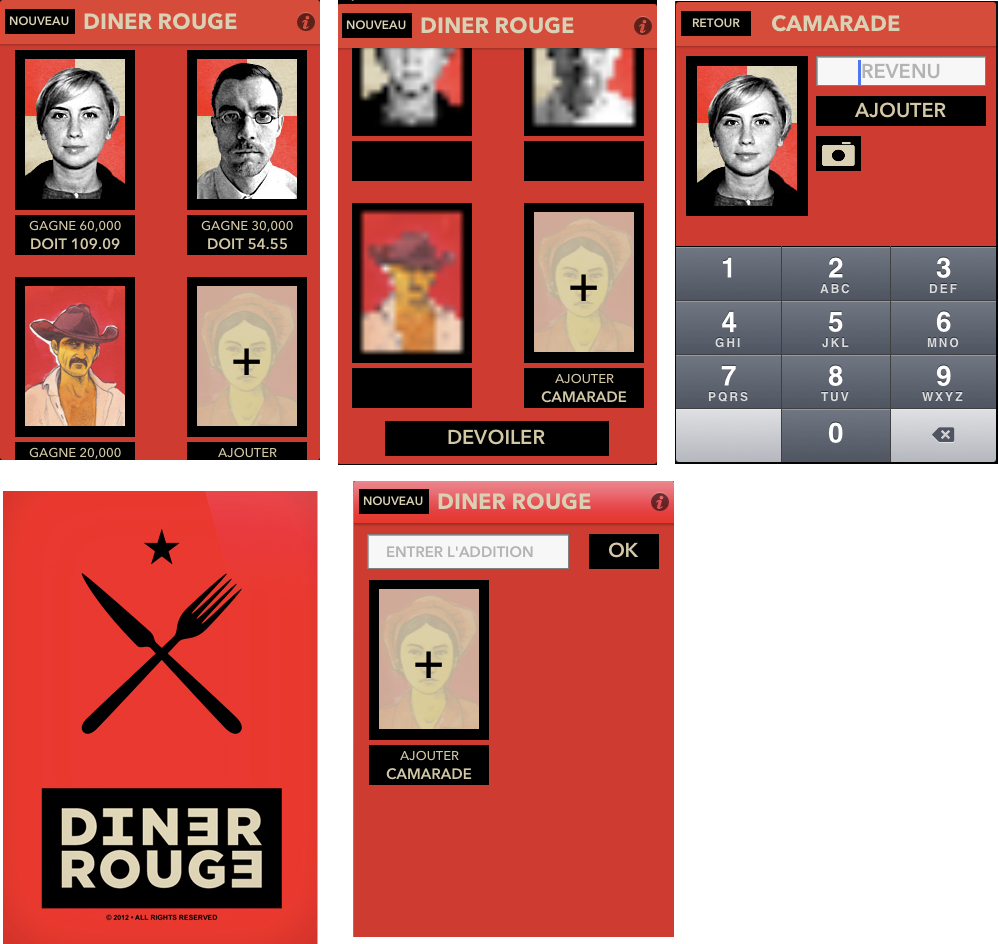 NOUVEAU
DINER ROUGE
i
GAGNE 60,000
DOIT 109.09
GAGNE 30,000
DOIT 54.55
GAGNE 20,000
AJOUTER
NOUVEAU
DINER ROUGE
i
AJOUTER
CAMARADE
DEVOILER
RETOUR
CAMARADE
REVENU
AJOUTER
1
2
ABC
3
DEF
4
GHI
5
JKL
6
MNO
7
PQRS
8
TUV
9
WXYZ
0
DINER
ROUGE
© 2012 • ALL RIGHTS RESERVED
NOUVEAU
DINER ROUGE
i
ENTRER L'ADDITION
OK
AJOUTER
CAMARADE